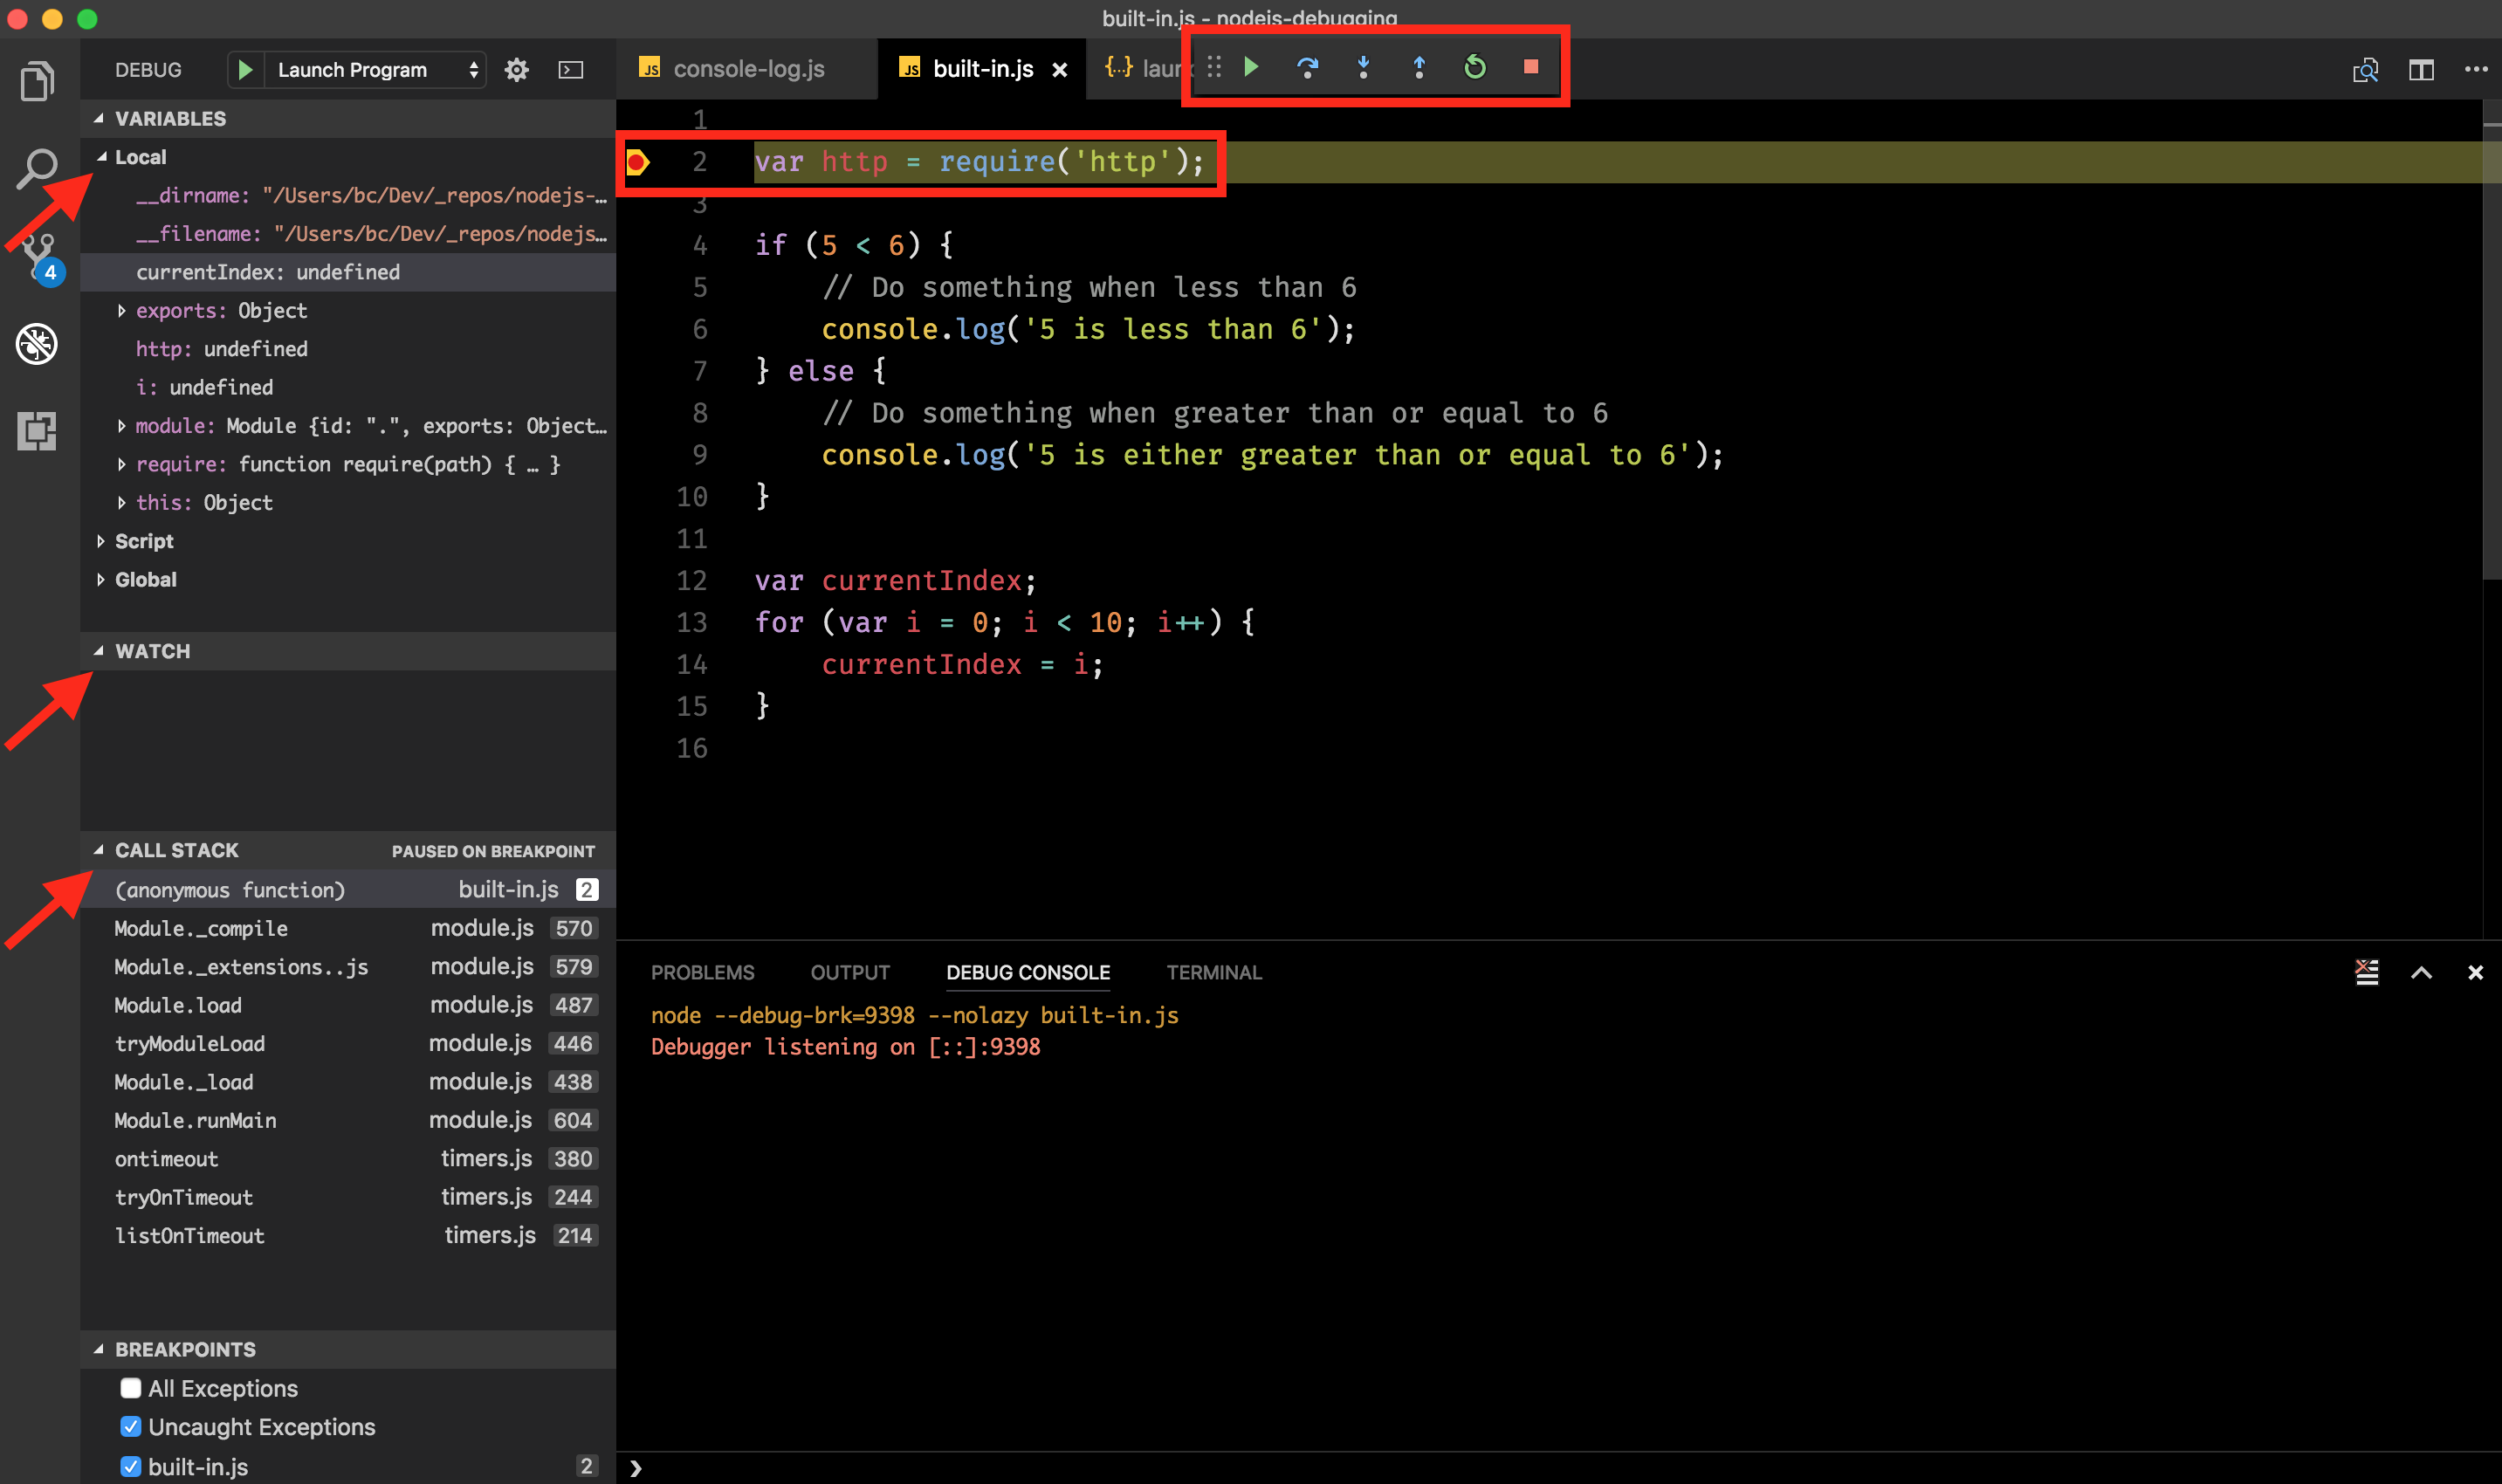 built-in.js - nodejs-debugging
DEBUG
Launch Program
console-log.js
built-in.js
VARIABLES
Local
__dirname: "/Users/bc/Dev/_repos/nodejs-…
__filename: "/Users/bc/Dev/_repos/nodejs…
currentIndex: undefined
exports: Object
http: undefined
i: undefined
module: Module {id: ".", exports: Object…
require: function require(path) { … }
this: Object
Script
Global
4
WATCH
CALL STACK PAUSED ON BREAKPOINT
(anonymous function) built-in.js 2
Module._compile module.js 570
Module._extensions..js module.js 579
Module.load module.js 487
tryModuleLoad module.js 446
Module._load module.js 438
Module.runMain module.js 604
ontimeout timers.js 380
tryOnTimeout timers.js 244
listOnTimeout timers.js 214
BREAKPOINTS
All Exceptions
Uncaught Exceptions
built-in.js 2
1
2 var http = require('http');
3
4 if (5 < 6) {
5 // Do something when less than 6
6 console.log('5 is less than 6');
7 } else {
8 // Do something when greater than or equal to 6
9 console.log('5 is either greater than or equal to 6');
10 }
11
12 var currentIndex;
13 for (var i = 0; i < 10; i++) {
14 currentIndex = i;
15 }
16
PROBLEMS OUTPUT DEBUG CONSOLE TERMINAL
node --debug-brk=9398 --nolazy built-in.js
Debugger listening on [::]:9398